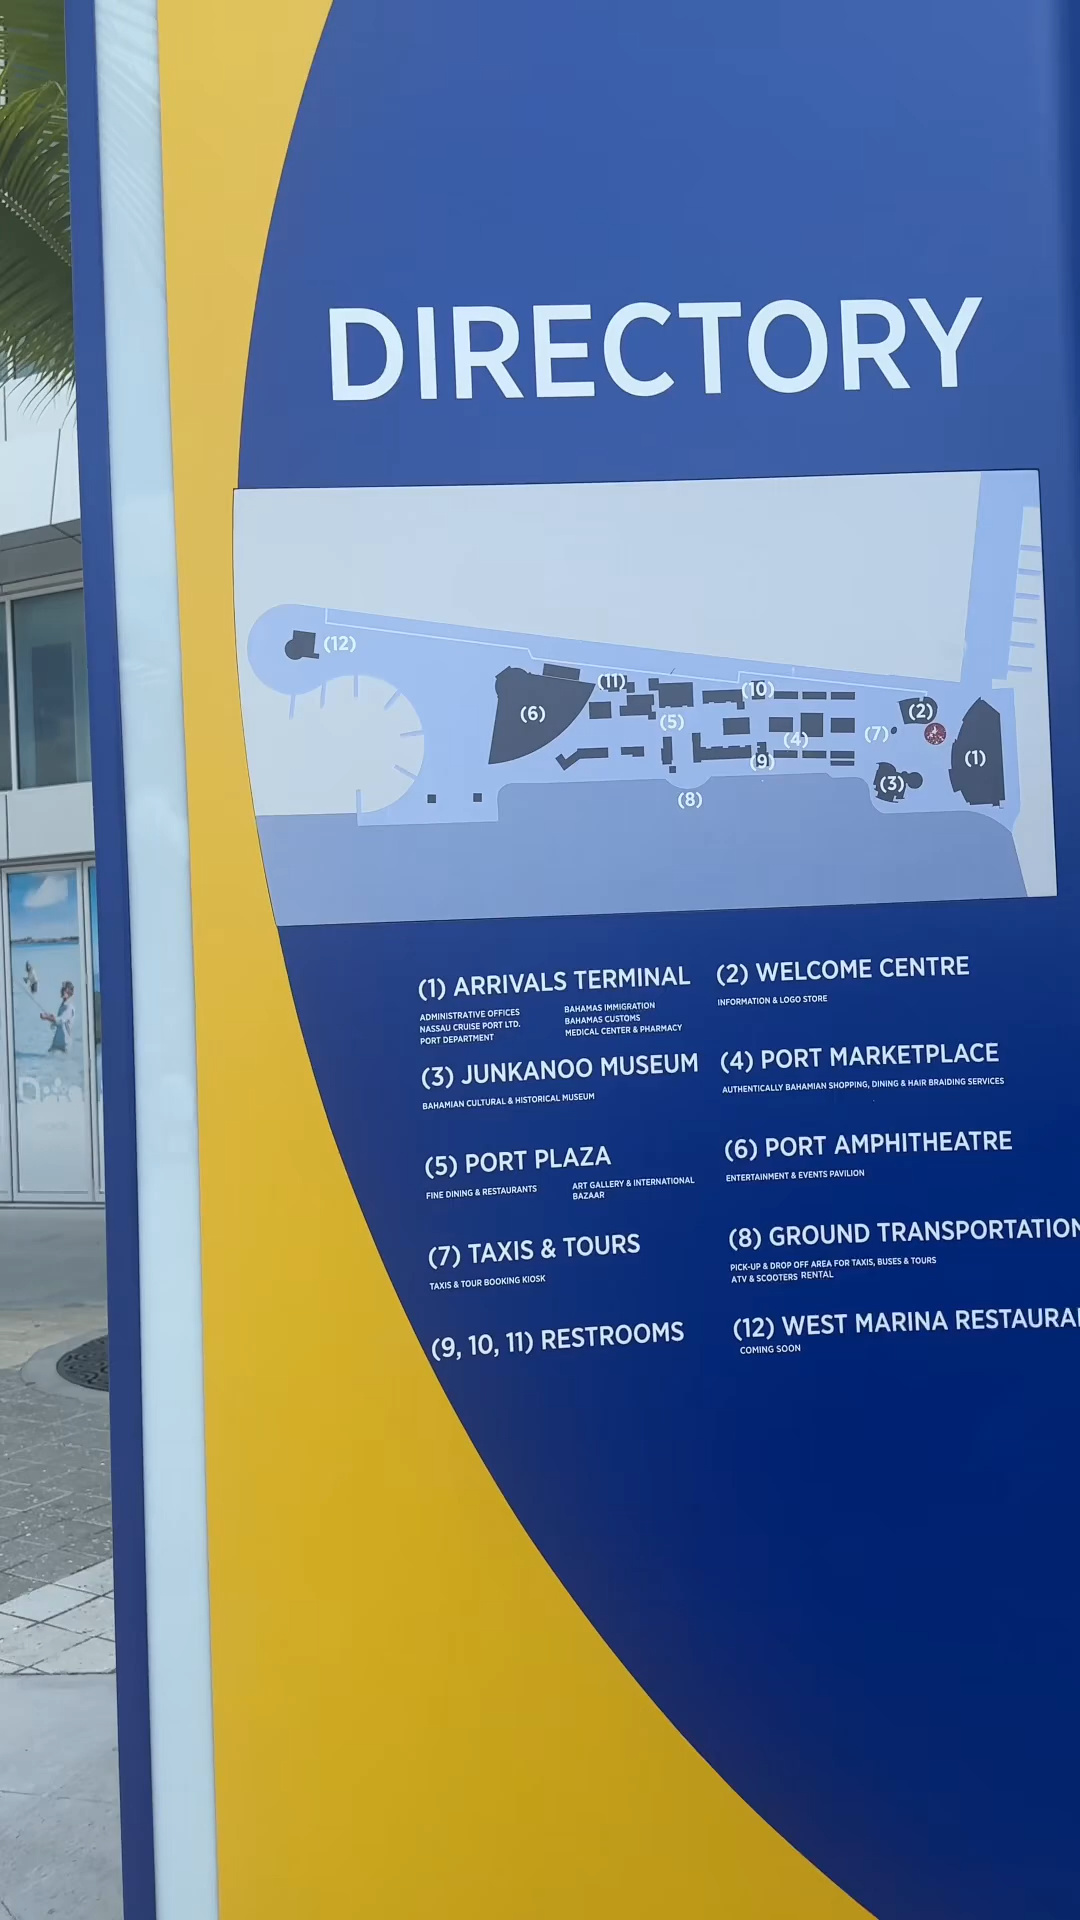 DIRECTORY
(12)
(11)
(10)
(6)
(5)
(2)
(7)
(4)
(1)
(9)
(3)
(8)
(1) ARRIVALS TERMINAL
ADMINISTRATIVE OFFICES
NASSAU CRUISE PORT LTD.
PORT DEPARTMENT
BAHAMAS IMMIGRATION
BAHAMAS CUSTOMS
MEDICAL CENTER & PHARMACY
(2) WELCOME CENTRE
INFORMATION & LOGO STORE
(3) JUNKANOO MUSEUM
BAHAMIAN CULTURAL & HISTORICAL MUSEUM
(4) PORT MARKETPLACE
AUTHENTICALLY BAHAMIAN SHOPPING, DINING & HAIR BRAIDING SERVICES
(5) PORT PLAZA
FINE DINING & RESTAURANTS
ART GALLERY & INTERNATIONAL
BAZAAR
(6) PORT AMPHITHEATRE
ENTERTAINMENT & EVENTS PAVILION
(7) TAXIS & TOURS
TAXIS & TOUR BOOKING KIOSK
(8) GROUND TRANSPORTATION
PICK-UP & DROP OFF AREA FOR TAXIS, BUSES & TOURS
ATV & SCOOTERS RENTAL
(9, 10, 11) RESTROOMS
(12) WEST MARINA RESTAURA
COMING SOON